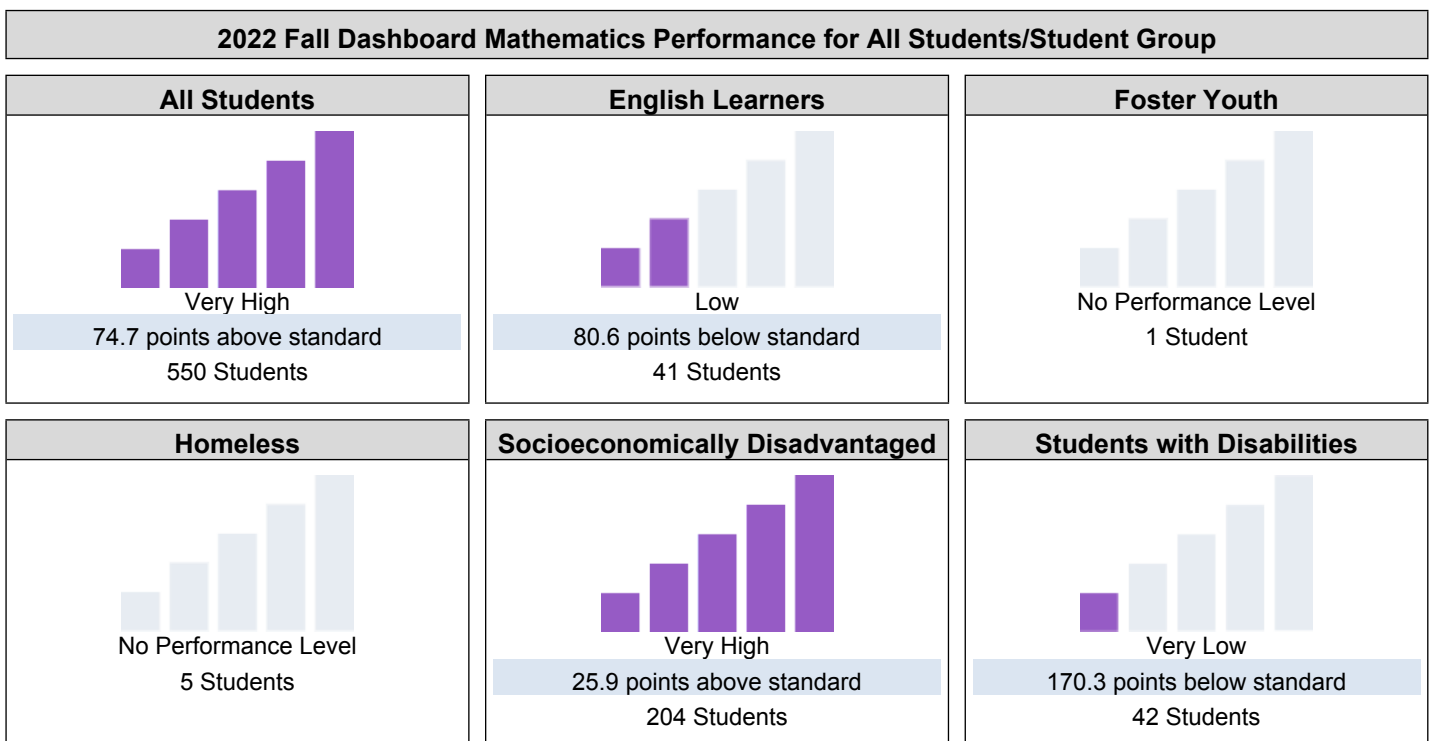 2022 Fall Dashboard Mathematics Performance for All Students/Student Group
All Students
Very High
74.7 points above standard
550 Students
English Learners
Low
80.6 points below standard
41 Students
Foster Youth
No Performance Level
1 Student
Homeless
No Performance Level
5 Students
Socioeconomically Disadvantaged
Very High
25.9 points above standard
204 Students
Students with Disabilities
Very Low
170.3 points below standard
42 Students